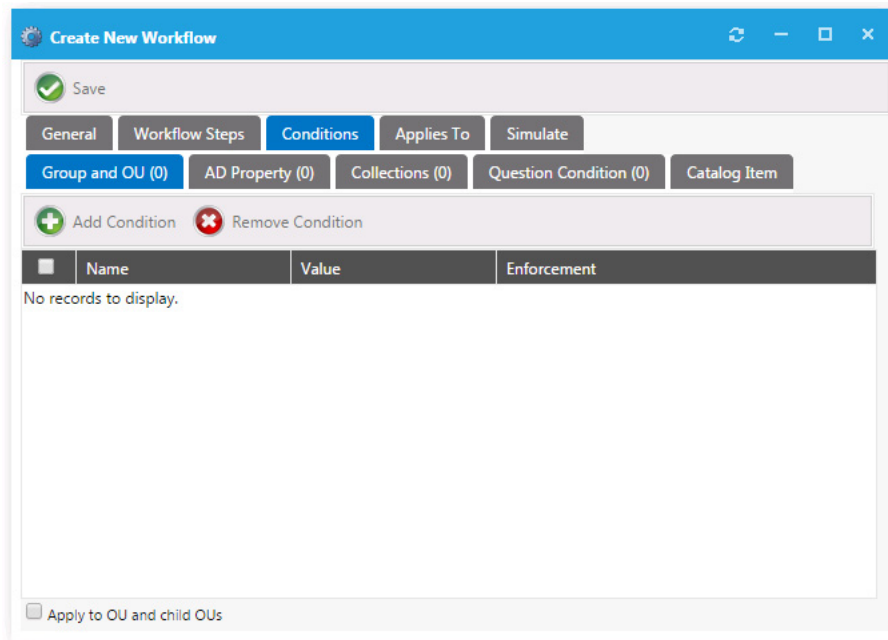 Create New Workflow
Save
General Workflow Steps Conditions Applies To Simulate
Group and OU (0) AD Property (0) Collections (0) Question Condition (0) Catalog Item
Add Condition Remove Condition
Name Value Enforcement
No records to display.
Apply to OU and child OUs